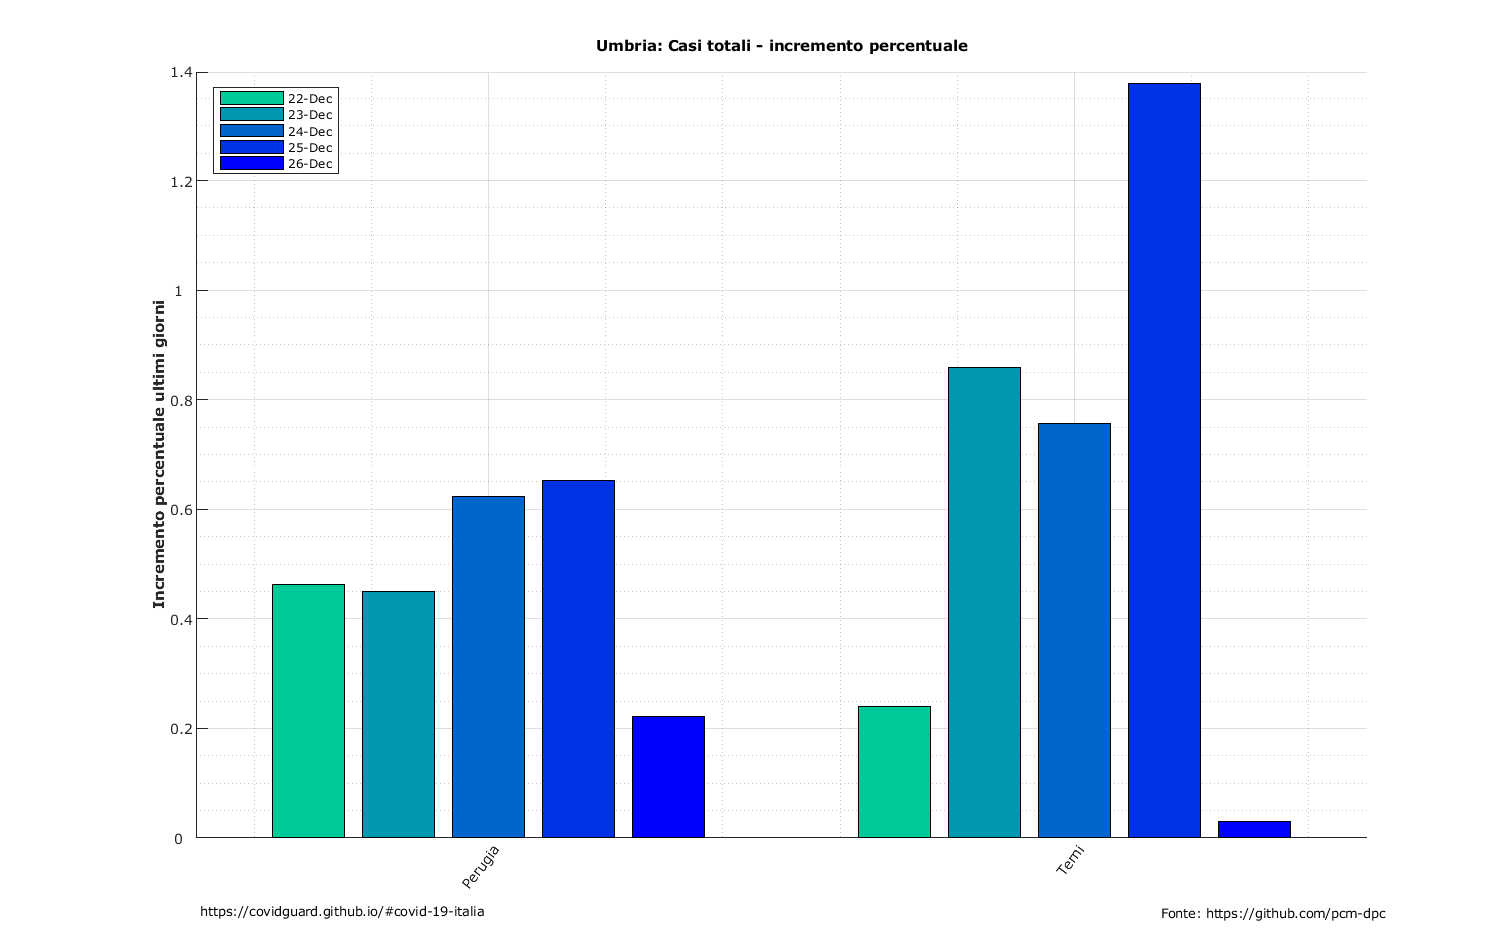 Umbria: Casi totali - incremento percentuale
1.4
1.2
1
0.8
0.6
0.4
0.2
0
Incremento percentuale ultimi giorni
22-Dec
23-Dec
24-Dec
25-Dec
26-Dec
Perugia
Terni
https://covidguard.github.io/#covid-19-italia
Fonte: https://github.com/pcm-dpc